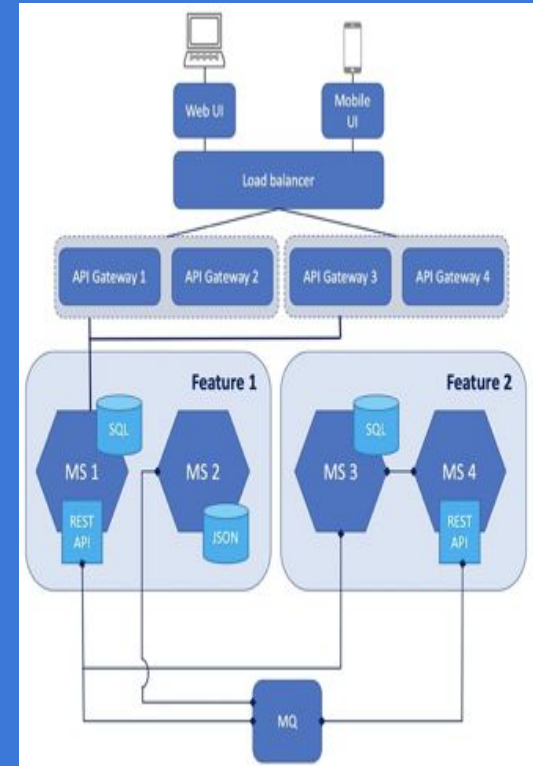 Web UI
Mobile
UI
Load balancer
API Gateway 1
API Gateway 2
API Gateway 3
API Gateway 4
Feature 1
Feature 2
SQL
SQL
MS 1
MS 2
MS 3
MS 4
REST
API
JSON
REST
API
MQ